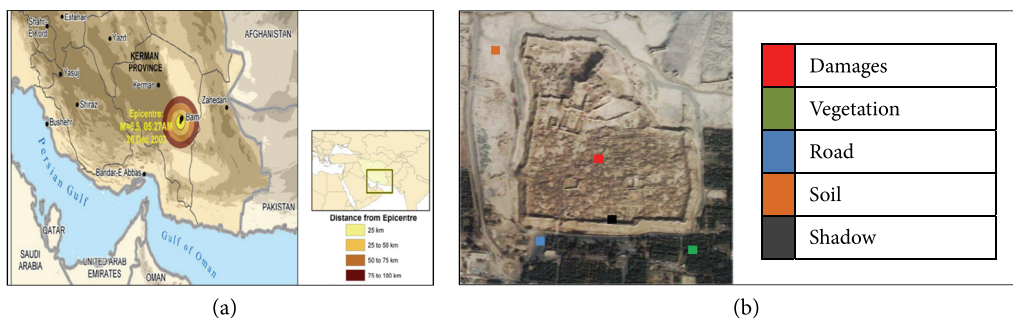 Shahr
El-Kord
Esfahan
Yazd
AFGHANISTAN
KERMAN
PROVINCE
Yasuj
Kerman
Zahedan
Shiraz
Epicentre:
M=6.5, 05:27AM
26 Dec 2003
Bam
Bushehr
Bandar-E Abbas
Persian Gulf
PAKISTAN
QATAR
Gulf of Oman
SAUDI
ARABIA
UNITED ARAB
EMIRATES
OMAN
Distance from Epicentre
25 km
25 to 50 km
50 to 75 km
75 to 100 km
(a)
Damages
Vegetation
Road
Soil
Shadow
(b)